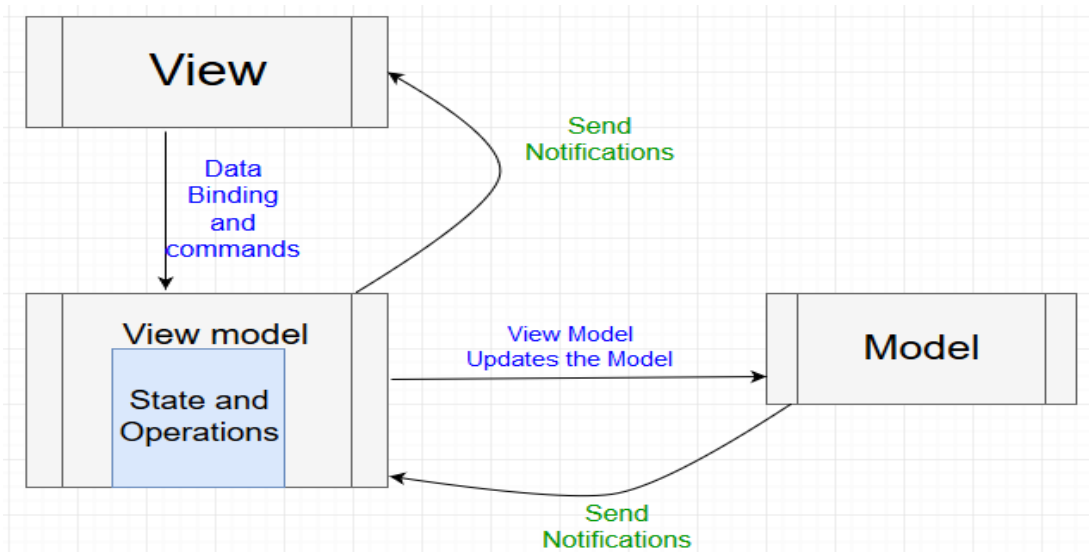 View
Send
Notifications
Data
Binding
and
commands
View model
State and
Operations
View Model
Updates the Model
Model
Send
Notifications